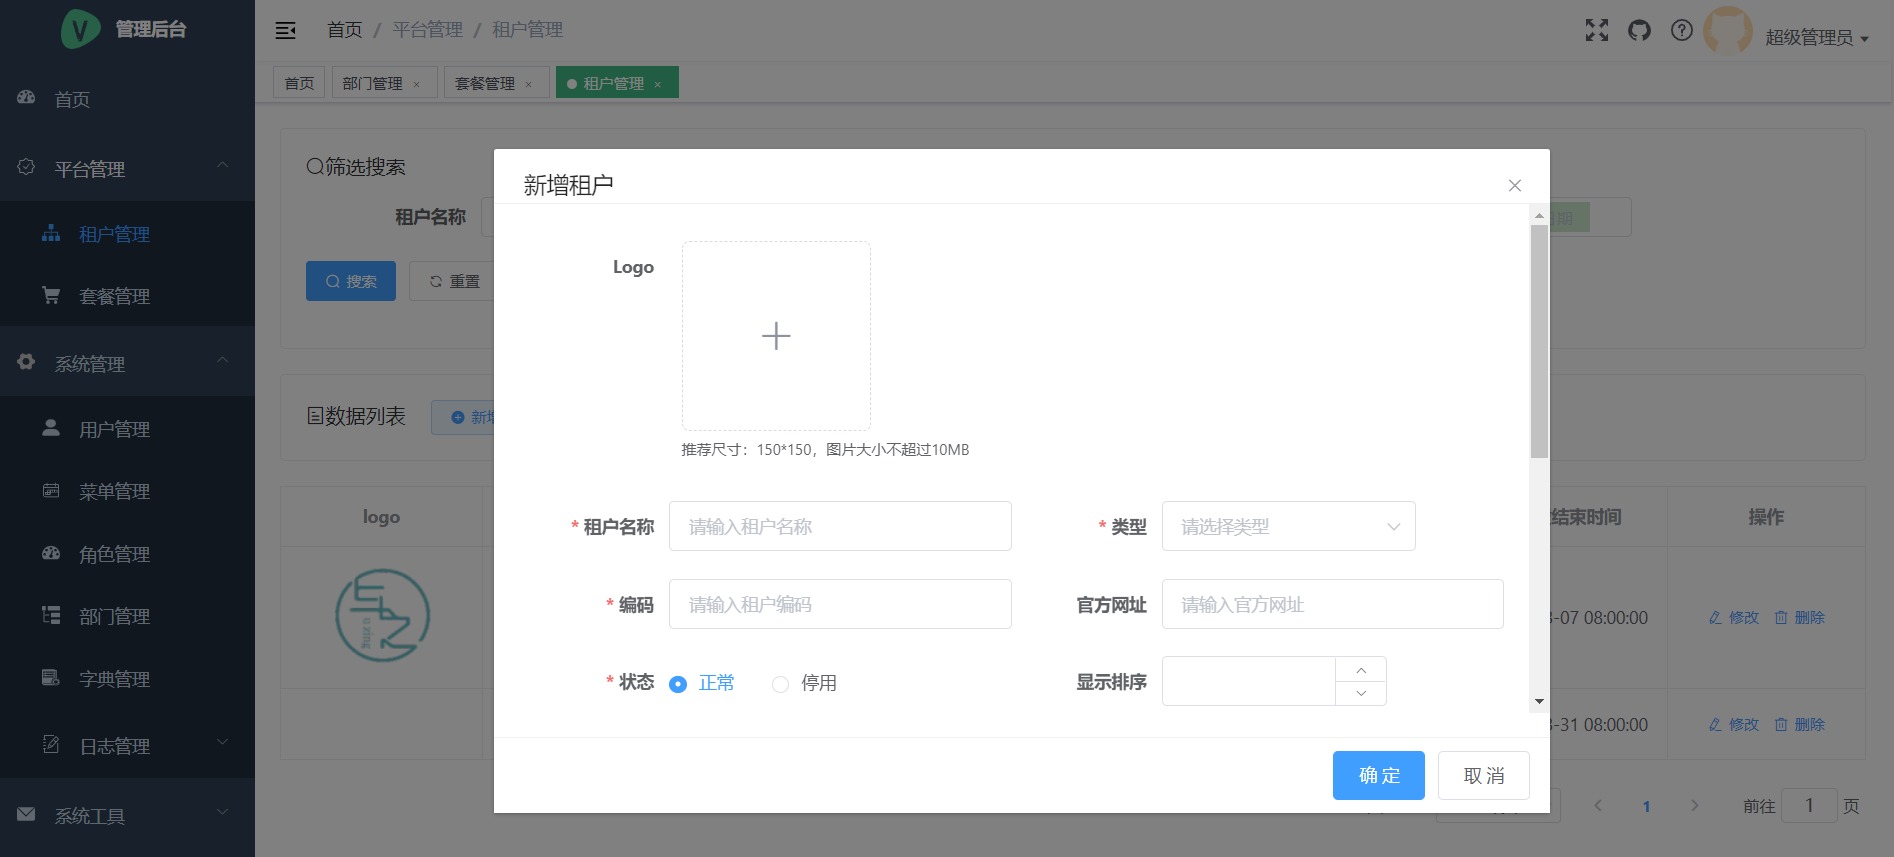 管理后台
首页
平台管理
租户管理
套餐管理
系统管理
用户管理
菜单管理
角色管理
部门管理
字典管理
日志管理
系统工具
首页 / 平台管理 / 租户管理
超级管理员
首页 部门管理 × 套餐管理 × 租户管理 ×
筛选搜索
租户名称
搜索 重置
数据列表 新增
logo 结束时间 操作
-07 08:00:00 修改 删除
-31 08:00:00 修改 删除
1 前往 1 页
新增租户
Logo
推荐尺寸：150*150，图片大小不超过10MB
* 租户名称 请输入租户名称 * 类型 请选择类型
* 编码 请输入租户编码 官方网址 请输入官方网址
* 状态 正常 停用 显示排序
确定 取消